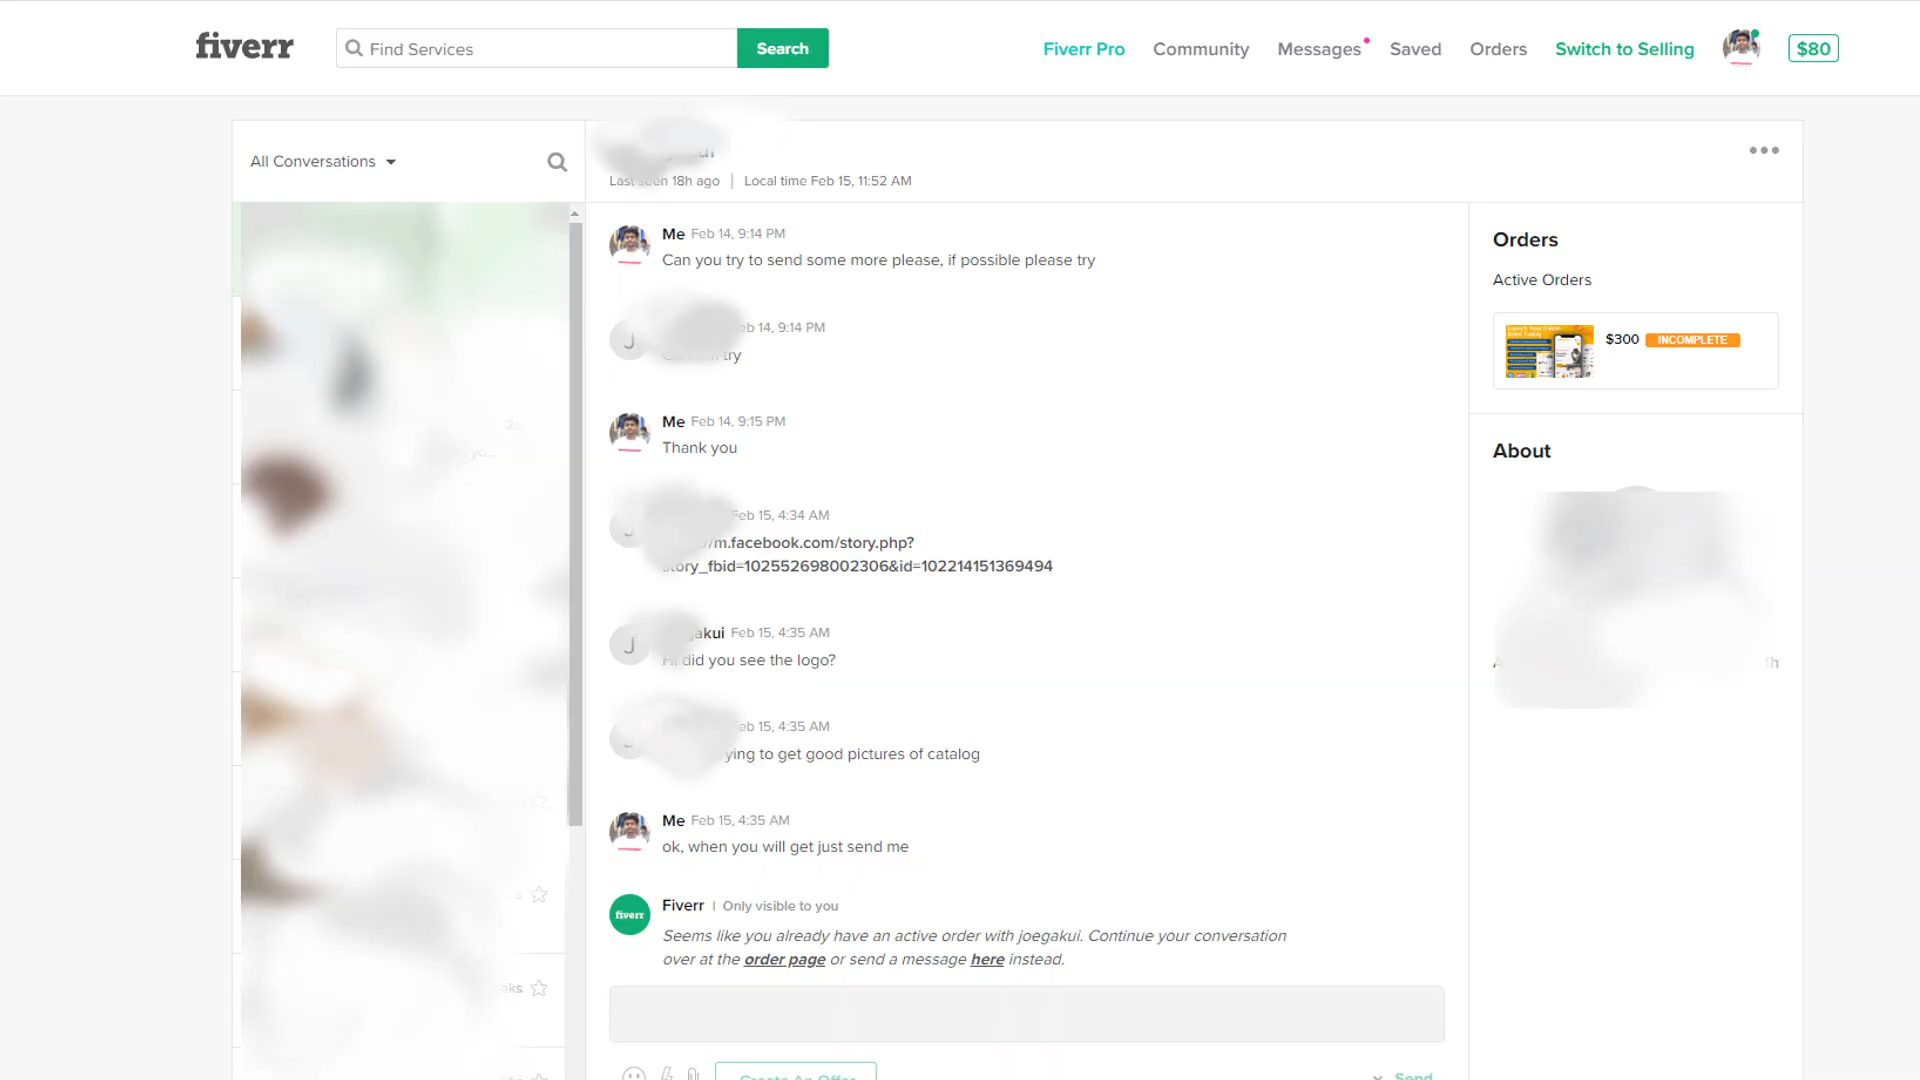 fiverr
Find Services
Search
Fiverr Pro
Community
Messages
Saved
Orders
Switch to Selling
$80
All Conversations
Last seen 18h ago | Local time Feb 15, 11:52 AM
Me Feb 14, 9:14 PM
Can you try to send some more please, if possible please try
J
14, 9:14 PM
try
Me Feb 14, 9:15 PM
Thank you
Feb 15, 4:34 AM
m.facebook.com/story.php?
story_fbid=102552698002306&id=102214151369494
J
Feb 15, 4:35 AM
did you see the logo?
15, 4:35 AM
to get good pictures of catalog
Me Feb 15, 4:35 AM
ok, when you will get just send me
fiverr
Fiverr | Only visible to you
Seems like you already have an active order with joegakui. Continue your conversation
over at the order page or send a message here instead.
Create An Offer
Send
Orders
Active Orders
$300 INCOMPLETE
About